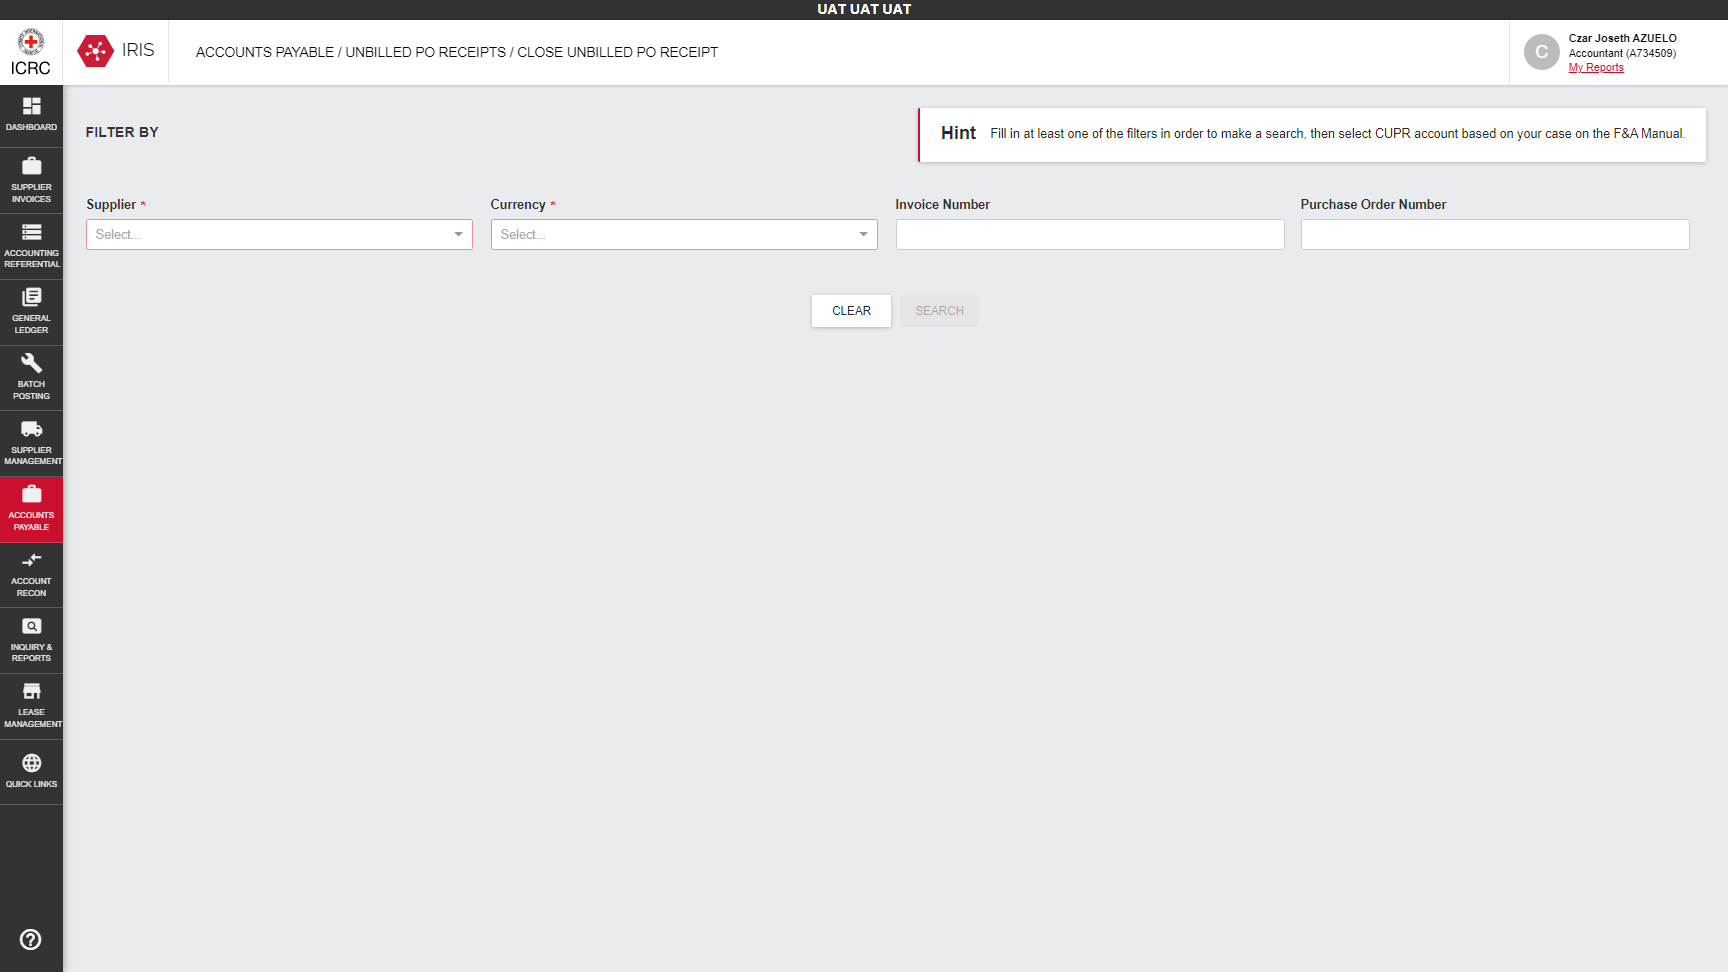 UAT UAT UAT
ICRC
IRIS
ACCOUNTS PAYABLE / UNBILLED PO RECEIPTS / CLOSE UNBILLED PO RECEIPT
C
Czar Joseth AZUELO
Accountant (A734509)
My Reports
DASHBOARD
SUPPLIER
INVOICES
ACCOUNTING
REFERENTIAL
GENERAL
LEDGER
BATCH
POSTING
SUPPLIER
MANAGEMENT
ACCOUNTS
PAYABLE
ACCOUNT
RECON
INQUIRY &
REPORTS
LEASE
MANAGEMENT
QUICK LINKS
FILTER BY
Hint Fill in at least one of the filters in order to make a search, then select CUPR account based on your case on the F&A Manual.
Supplier * Currency * Invoice Number Purchase Order Number
Select... Select...
CLEAR SEARCH